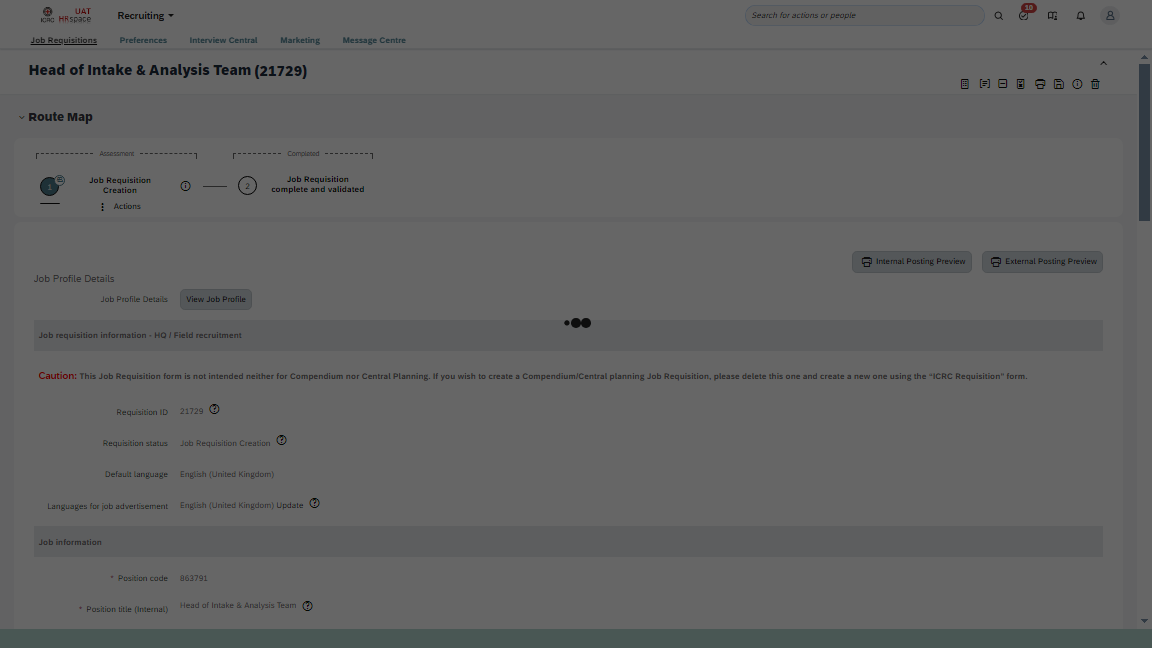 ICRC UAT HRspace Recruiting Search for actions or people 10
Job Requisitions Preferences Interview Central Marketing Message Centre
Head of Intake & Analysis Team (21729)
Route Map
Assessment Completed
1 Job Requisition Creation 2 Job Requisition complete and validated
Actions
Internal Posting Preview External Posting Preview
Job Profile Details
Job Profile Details View Job Profile
Job requisition information - HQ / Field recruitment
Caution: This Job Requisition form is not intended neither for Compendium nor Central Planning. If you wish to create a Compendium/Central planning Job Requisition, please delete this one and create a new one using the “ICRC Requisition” form.
Requisition ID 21729
Requisition status Job Requisition Creation
Default language English (United Kingdom)
Languages for job advertisement English (United Kingdom) Update
Job information
* Position code 863791
* Position title (Internal) Head of Intake & Analysis Team